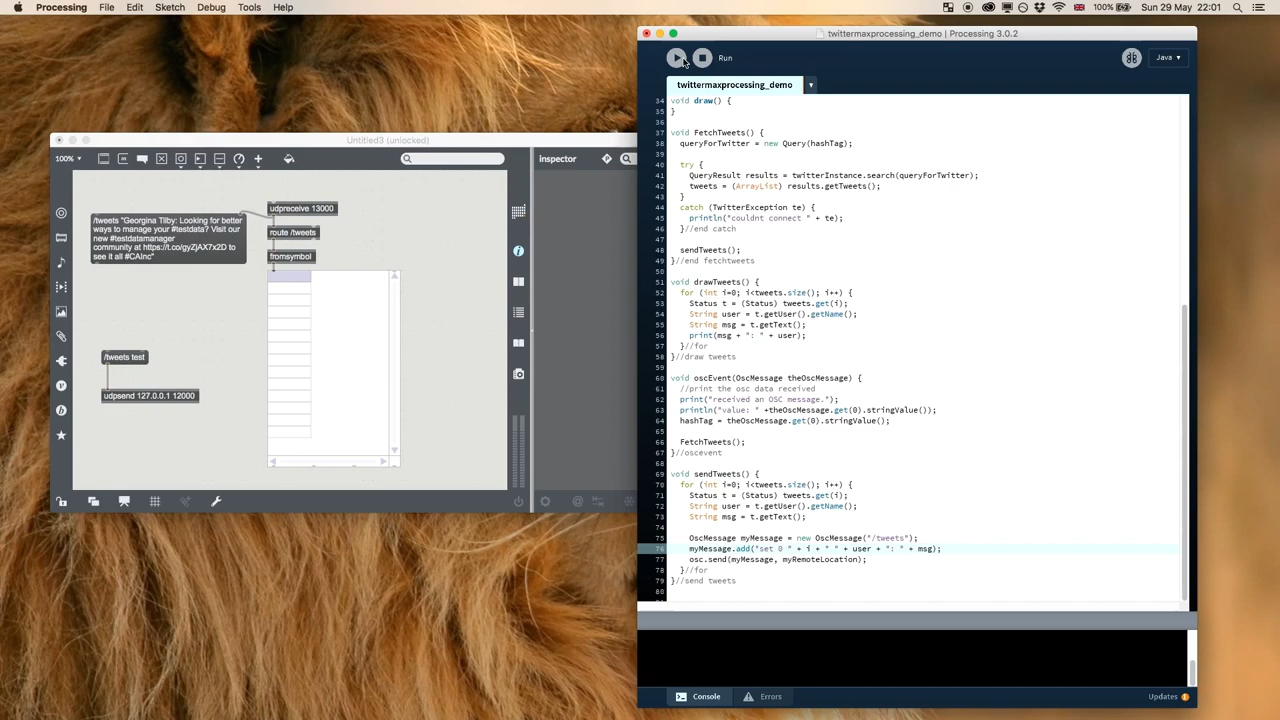 Processing File Edit Sketch Debug Tools Help
100% Sun 29 May 22:01
twittermaxprocessing_demo | Processing 3.0.2
Run
Java ▾
twittermaxprocessing_demo ▾
Untitled3 (unlocked)
100% ▾
inspector
udpreceive 13000
/tweets "Georgina Tilby: Looking for better
ways to manage your #testdata? Visit our
new #testdatamanager
community at https://t.co/gyZjAX7x2D to
see it all #CAInc"
route /tweets
fromsymbol
/tweets test
udpsend 127.0.0.1 12000
34 void draw() {
35 }
36
37 void FetchTweets() {
38 queryForTwitter = new Query(hashTag);
39
40 try {
41 QueryResult results = twitterInstance.search(queryForTwitter);
42 tweets = (ArrayList) results.getTweets();
43 }
44 catch (TwitterException te) {
45 println("couldnt connect " + te);
46 }//end catch
47
48 sendTweets();
49 }//end fetchtweets
50
51 void drawTweets() {
52 for (int i=0; i<tweets.size(); i++) {
53 Status t = (Status) tweets.get(i);
54 String user = t.getUser().getName();
55 String msg = t.getText();
56 print(msg + ": " + user);
57 }//for
58 }//draw tweets
59
60 void oscEvent(OscMessage theOscMessage) {
61 //print the osc data received
62 print("received an OSC message.");
63 println("value: " +theOscMessage.get(0).stringValue());
64 hashTag = theOscMessage.get(0).stringValue();
65
66 FetchTweets();
67 }//oscevent
68
69 void sendTweets() {
70 for (int i=0; i<tweets.size(); i++) {
71 Status t = (Status) tweets.get(i);
72 String user = t.getUser().getName();
73 String msg = t.getText();
74
75 OscMessage myMessage = new OscMessage("/tweets");
76 myMessage.add("set 0 " + i + " " + user + ": " + msg);
77 osc.send(myMessage, myRemoteLocation);
78 }//for
79 }//send tweets
80
Console Errors
Updates 1